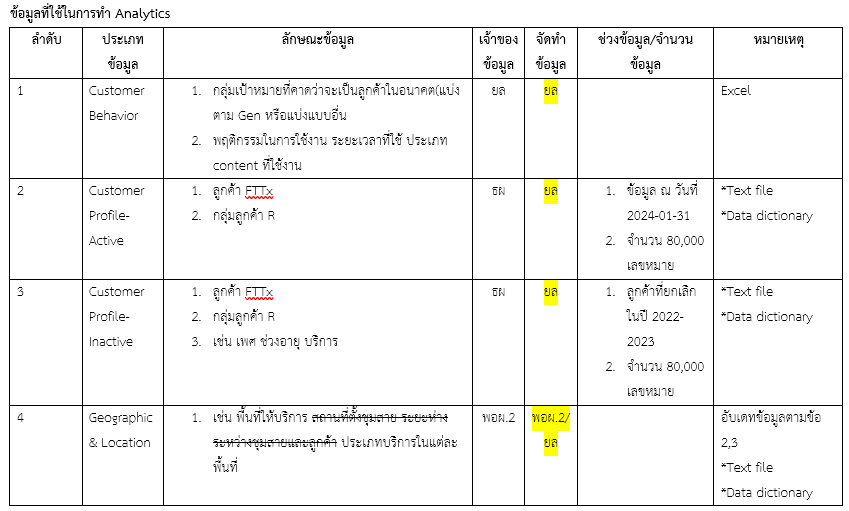 ข้อมูลที่ใช้ในการทำ Analytics
ลำดับ
ประเภท
ข้อมูล
ลักษณะข้อมูล
เจ้าของ
ข้อมูล
จัดทำ
ข้อมูล
ช่วงข้อมูล/จำนวน
ข้อมูล
หมายเหตุ
1
Customer
Behavior
1. กลุ่มเป้าหมายที่คาดว่าจะเป็นลูกค้าในอนาคต(แบ่ง
ตาม Gen หรือแบ่งแบบอื่น
2. พฤติกรรมในการใช้งาน ระยะเวลาที่ใช้ ประเภท
content ที่ใช้งาน
ยล
ยล
Excel
2
Customer
Profile-
Active
1. ลูกค้า FTTx
2. กลุ่มลูกค้า R
ธผ
ยล
1. ข้อมูล ณ วันที่
2024-01-31
2. จำนวน 80,000
เลขหมาย
*Text file
*Data dictionary
3
Customer
Profile-
Inactive
1. ลูกค้า FTTx
2. กลุ่มลูกค้า R
3. เช่น เพศ ช่วงอายุ บริการ
ธผ
ยล
1. ลูกค้าที่ยกเลิก
ในปี 2022-
2023
2. จำนวน 80,000
เลขหมาย
*Text file
*Data dictionary
4
Geographic
& Location
1. เช่น พื้นที่ให้บริการ สถานที่ตั้งชุมสาย ระยะห่าง
ระหว่างชุมสายและลูกค้า ประเภทบริการในแต่ละ
พื้นที่
พอผ.2
พอผ.2/
ยล
อับเดทข้อมูลตามข้อ
2,3
*Text file
*Data dictionary